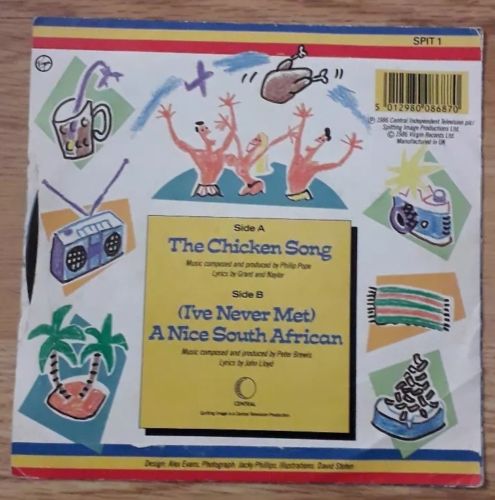 SPIT 1
Virgin
5 012980 086870
(P) 1986 Central Independent Television plc/
Spitting Image Productions Ltd.
© 1986 Virgin Records Ltd.
Manufactured in UK
Side A
The Chicken Song
Music composed and produced by Philip Pope
Lyrics by Grant and Naylor
Side B
(I've Never Met)
A Nice South African
Music composed and produced by Peter Brewis
Lyrics by John Lloyd
CENTRAL
Spitting Image is a Central Television Production.
Design: Alex Evans, Photograph: Jacky Phillips, Illustrations: David Stoten